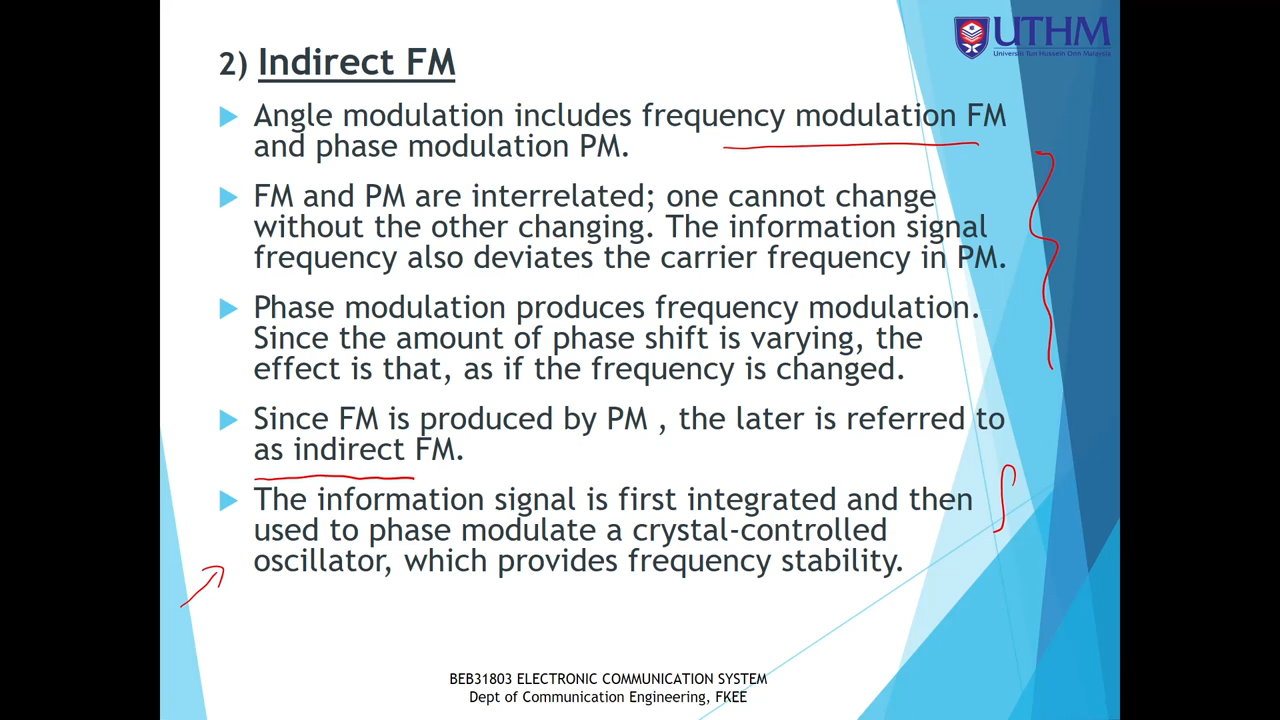 UTHM
Universiti Tun Hussein Onn Malaysia
2) Indirect FM
Angle modulation includes frequency modulation FM
and phase modulation PM.
FM and PM are interrelated; one cannot change
without the other changing. The information signal
frequency also deviates the carrier frequency in PM.
Phase modulation produces frequency modulation.
Since the amount of phase shift is varying, the
effect is that, as if the frequency is changed.
Since FM is produced by PM , the later is referred to
as indirect FM.
The information signal is first integrated and then
used to phase modulate a crystal-controlled
oscillator, which provides frequency stability.
∫
BEB31803 ELECTRONIC COMMUNICATION SYSTEM
Dept of Communication Engineering, FKEE